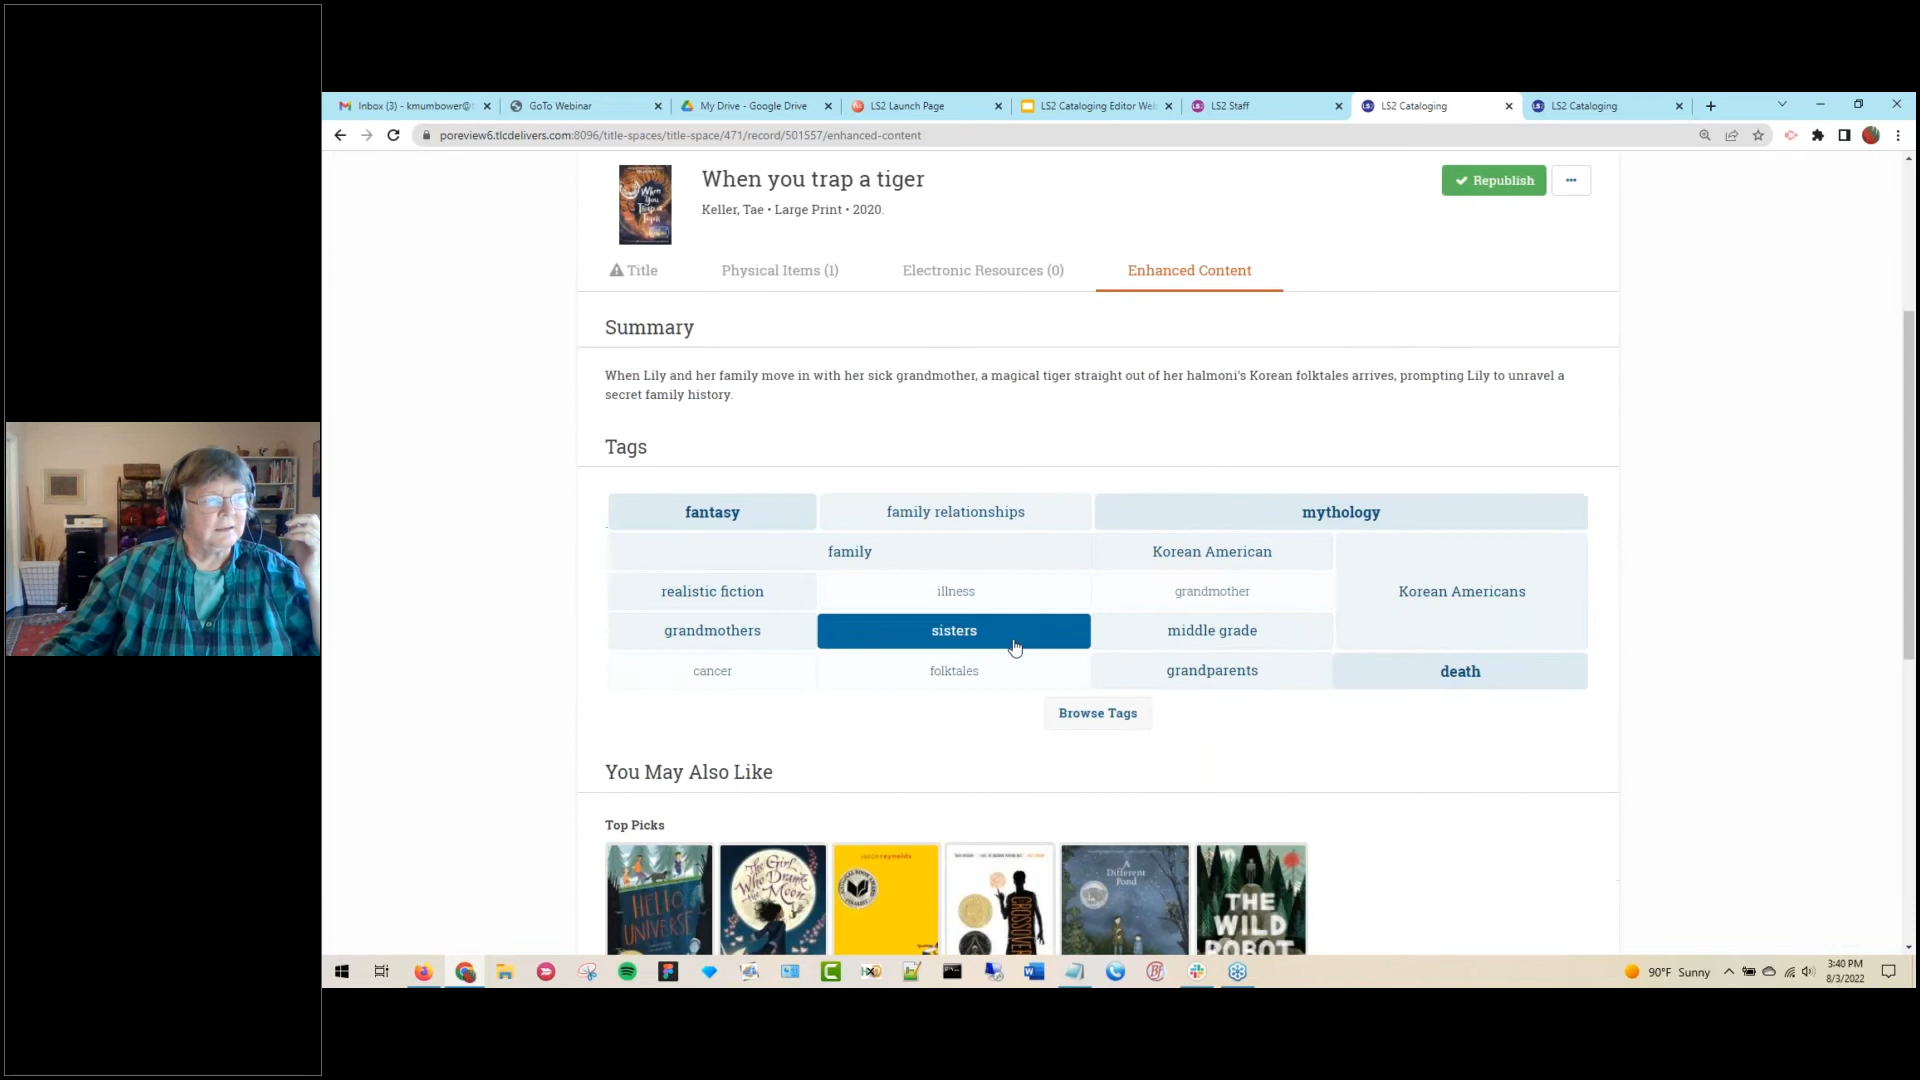 Inbox (3) - kmumbower@
GoTo Webinar
My Drive - Google Drive
LS2 Launch Page
LS2 Cataloging Editor Web
LS2 Staff
LS2 Cataloging
LS2 Cataloging
poreview6.tlcdelivers.com:8096/title-spaces/title-space/471/record/501557/enhanced-content
When You Trap a Tiger
When you trap a tiger
Keller, Tae • Large Print • 2020.
Republish
Title
Physical Items (1)
Electronic Resources (0)
Enhanced Content
Summary
When Lily and her family move in with her sick grandmother, a magical tiger straight out of her halmoni's Korean folktales arrives, prompting Lily to unravel a
secret family history.
Tags
fantasy
family relationships
mythology
family
Korean American
realistic fiction
illness
grandmother
Korean Americans
grandmothers
sisters
middle grade
cancer
folktales
grandparents
death
Browse Tags
You May Also Like
Top Picks
HELLO
UNIVERSE
The Girl
Who Drank
the Moon
jasonreynolds
CROSSOVER
A
Different
Pond
THE
WILD
ROBOT
90°F Sunny
3:40 PM
8/3/2022